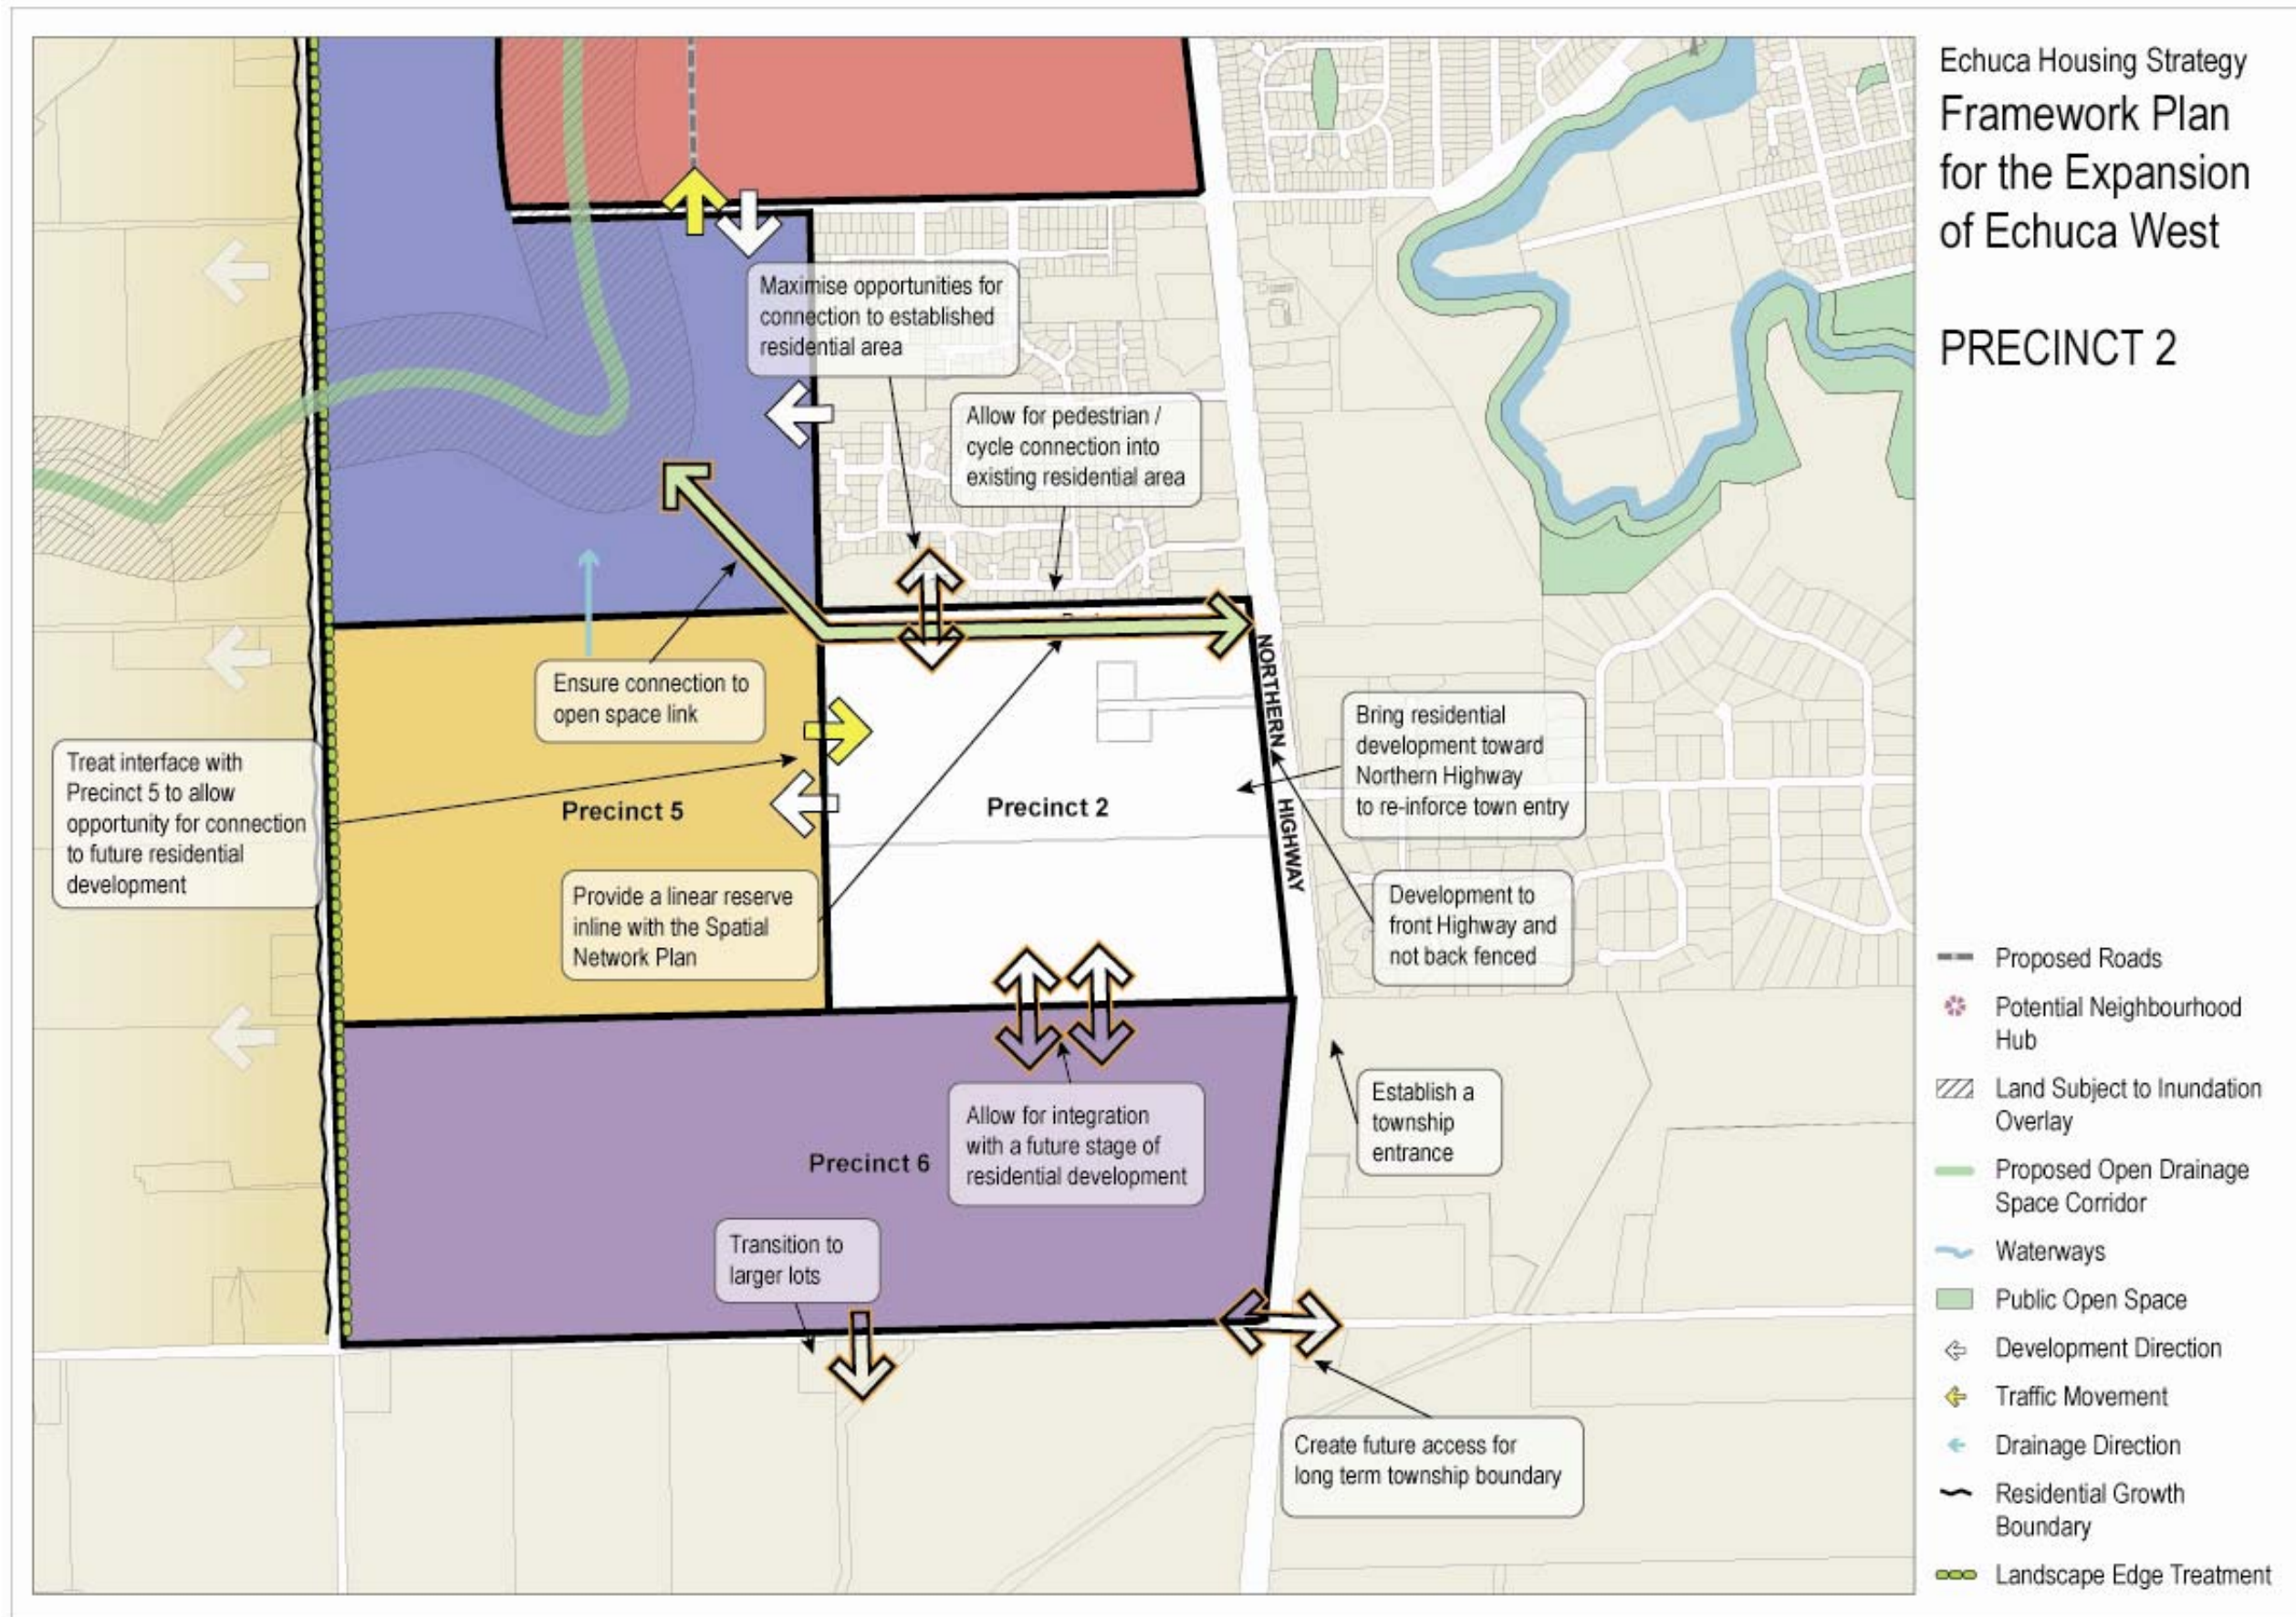 Echuca Housing Strategy
Framework Plan
for the Expansion
of Echuca West
PRECINCT 2
Maximise opportunities for
connection to established
residential area
Allow for pedestrian /
cycle connection into
existing residential area
Ensure connection to
open space link
NORTHERN HIGHWAY
Bring residential
development toward
Northern Highway
to re-inforce town entry
Treat interface with
Precinct 5 to allow
opportunity for connection
to future residential
development
Precinct 5
Precinct 2
Provide a linear reserve
inline with the Spatial
Network Plan
Development to
front Highway and
not back fenced
Establish a
township
entrance
Allow for integration
with a future stage of
residential development
Precinct 6
Transition to
larger lots
Create future access for
long term township boundary
Proposed Roads
Potential Neighbourhood
Hub
Land Subject to Inundation
Overlay
Proposed Open Drainage
Space Corridor
Waterways
Public Open Space
Development Direction
Traffic Movement
Drainage Direction
Residential Growth
Boundary
Landscape Edge Treatment